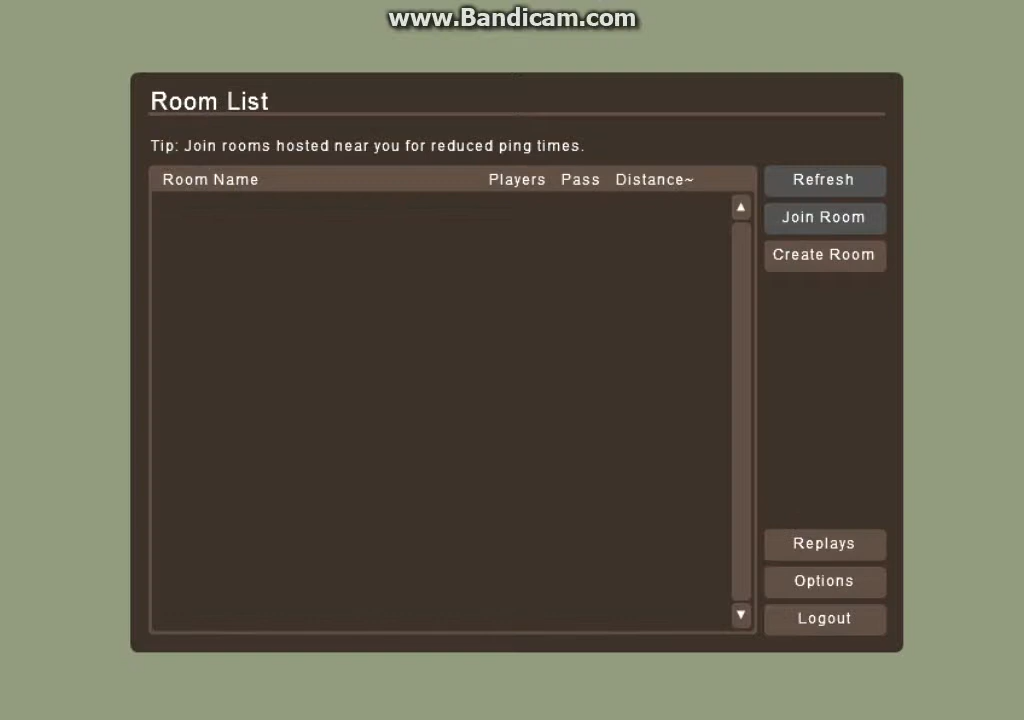 www.Bandicam.com
Room List
Tip: Join rooms hosted near you for reduced ping times.
Room Name Players Pass Distance~
Refresh
Join Room
Create Room
Replays
Options
Logout